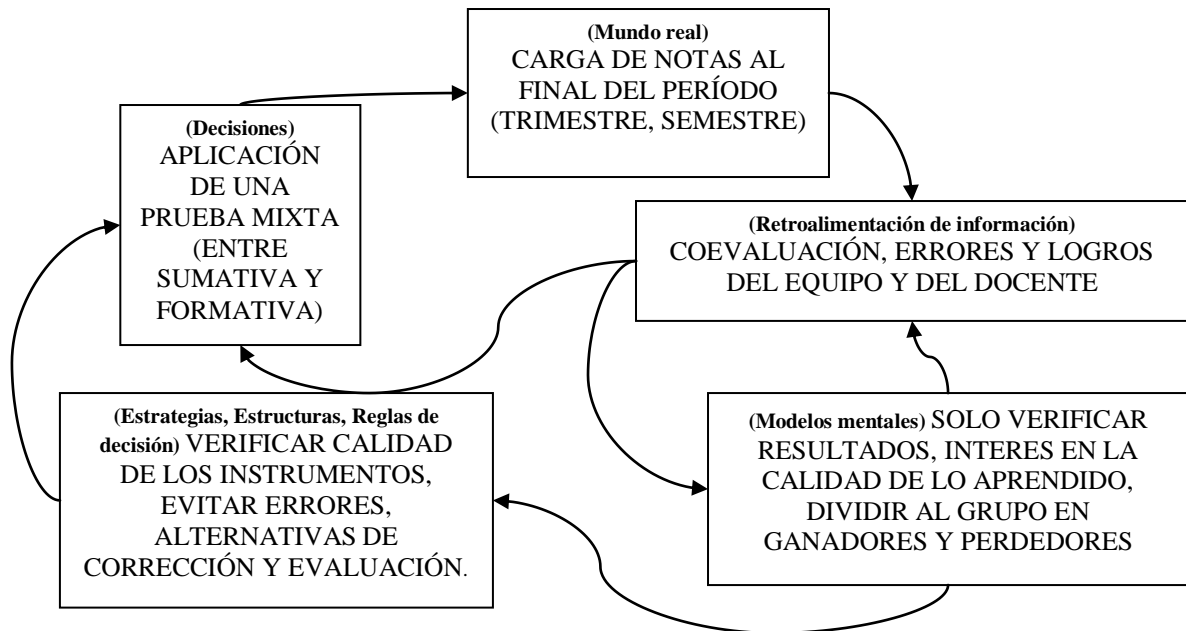 (Mundo real)
CARGA DE NOTAS AL
FINAL DEL PERÍODO
(TRIMESTRE, SEMESTRE)
(Decisiones)
APLICACIÓN
DE UNA
PRUEBA MIXTA
(ENTRE
SUMATIVA Y
FORMATIVA)
(Retroalimentación de información)
COEVALUACIÓN, ERRORES Y LOGROS
DEL EQUIPO Y DEL DOCENTE
(Estrategias, Estructuras, Reglas de
decisión) VERIFICAR CALIDAD
DE LOS INSTRUMENTOS,
EVITAR ERRORES,
ALTERNATIVAS DE
CORRECCIÓN Y EVALUACIÓN.
(Modelos mentales) SOLO VERIFICAR
RESULTADOS, INTERES EN LA
CALIDAD DE LO APRENDIDO,
DIVIDIR AL GRUPO EN
GANADORES Y PERDEDORES